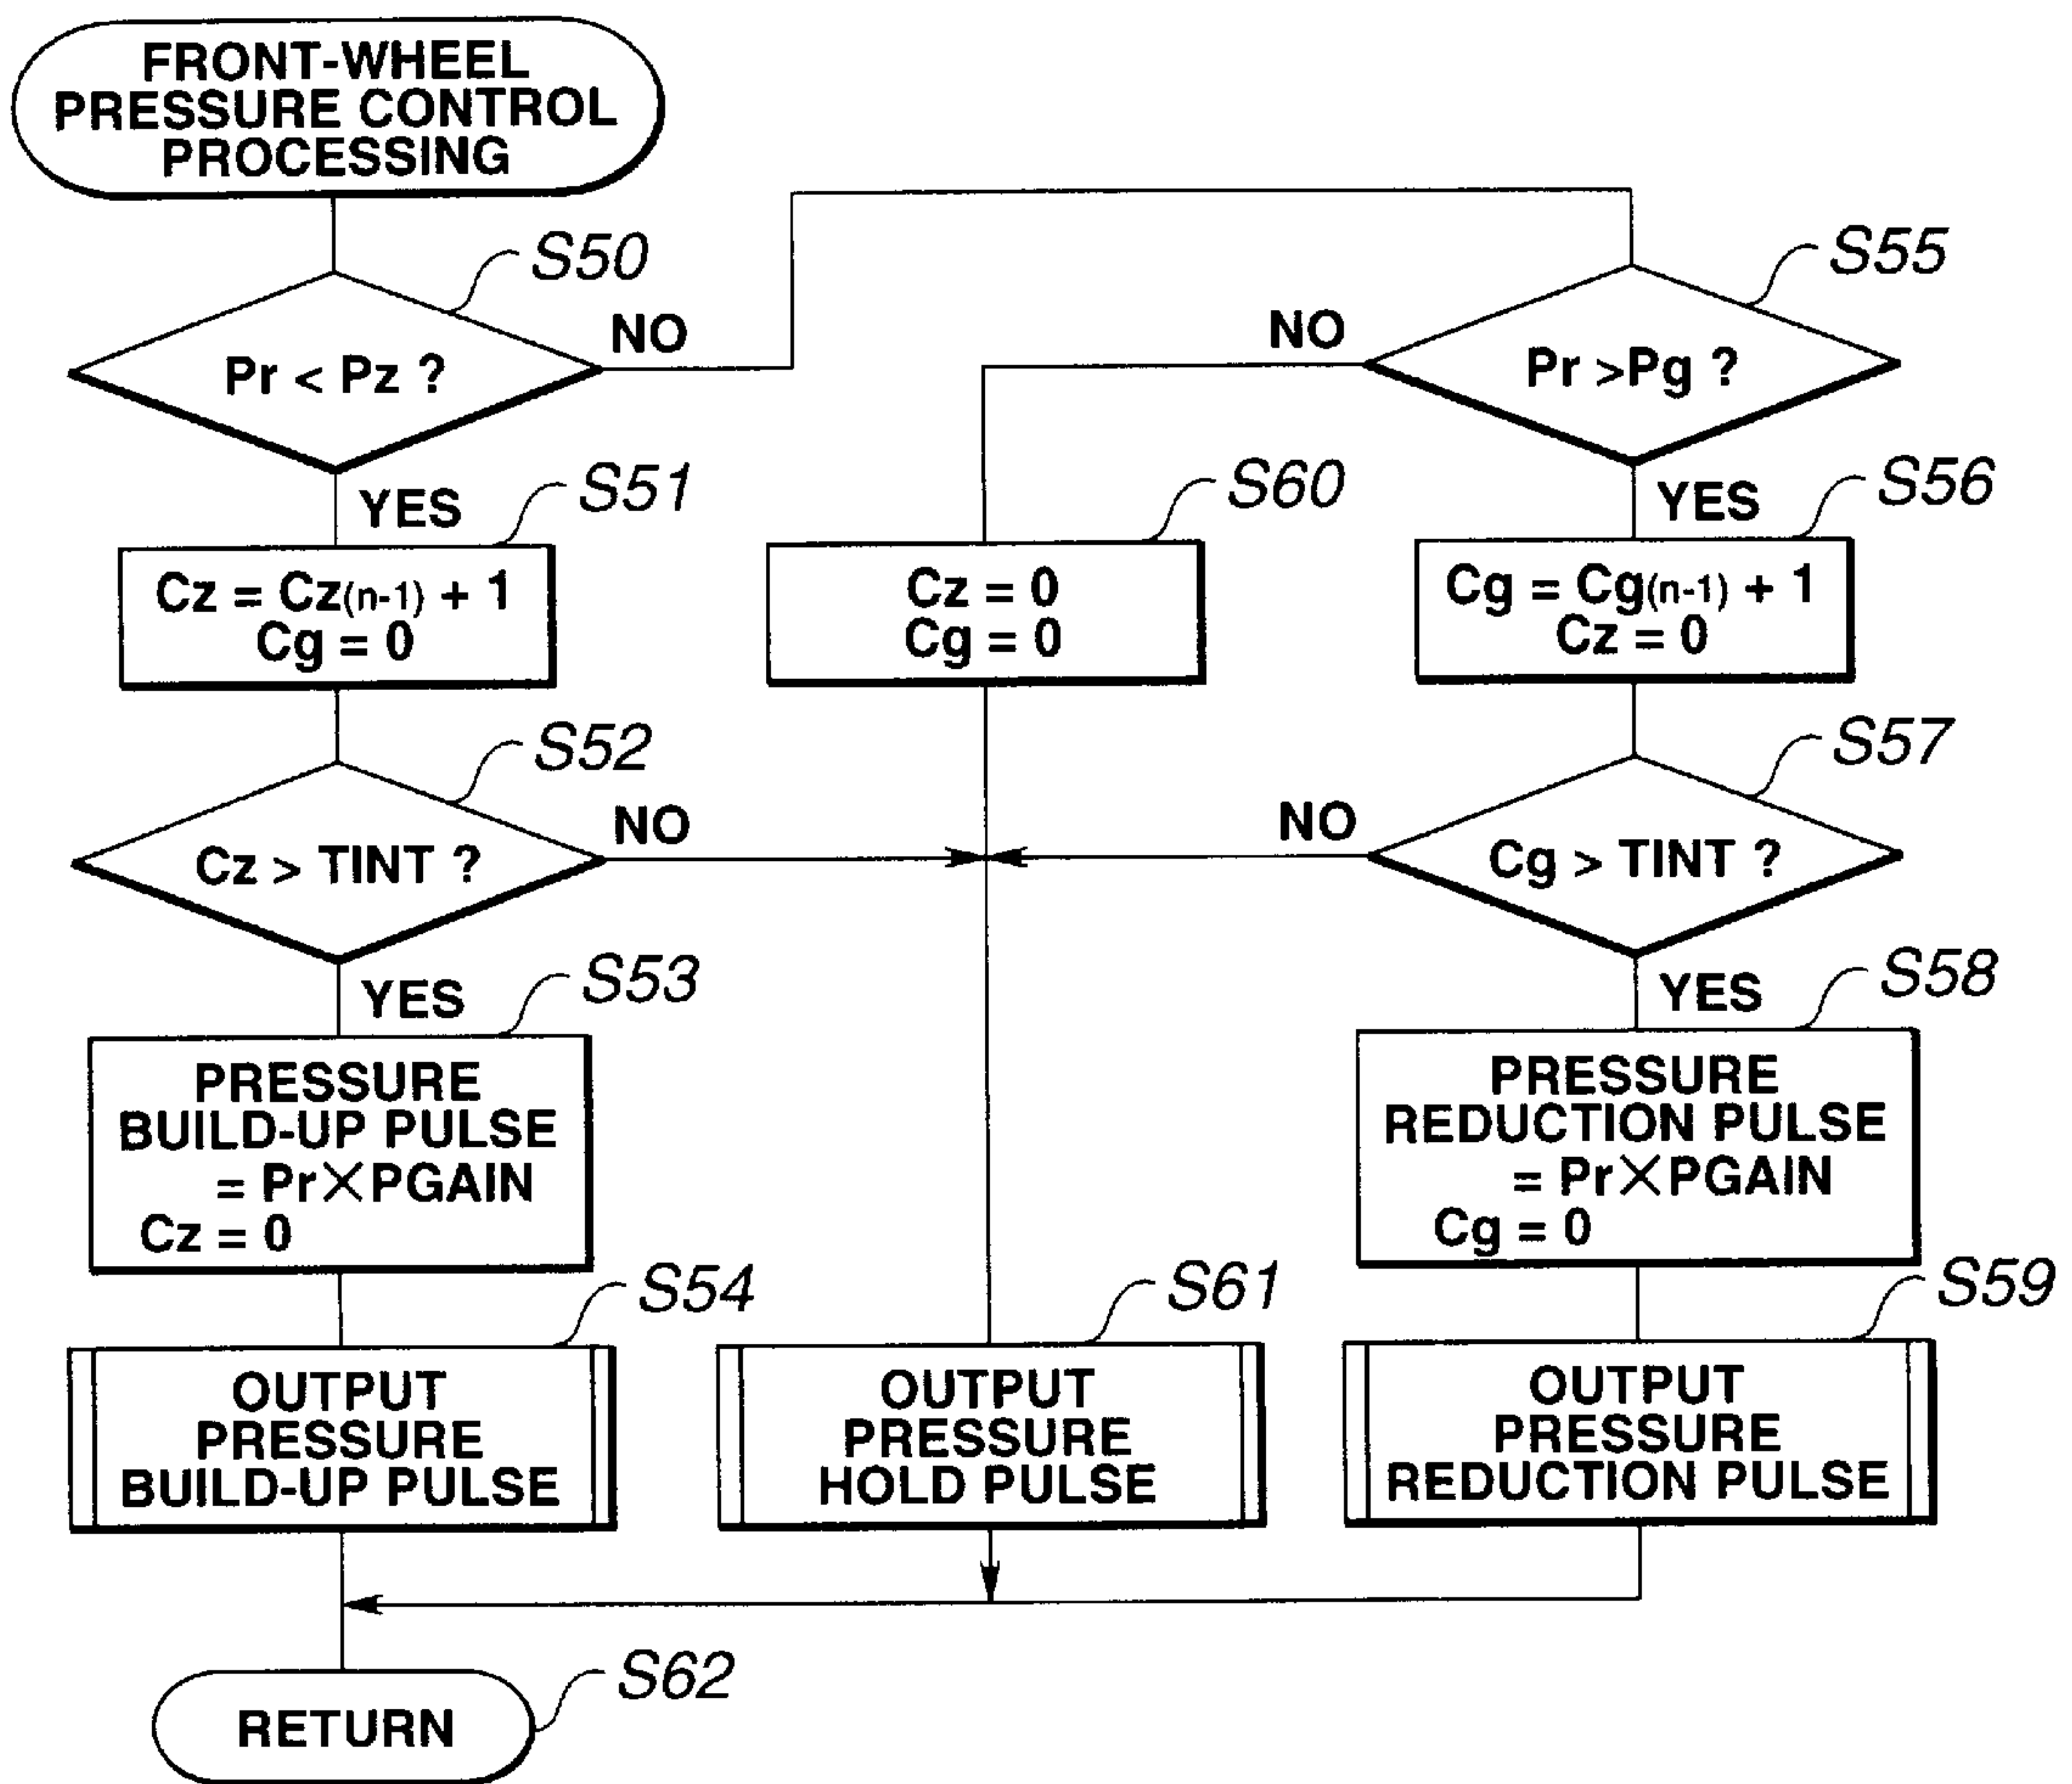 FRONT-WHEEL
PRESSURE CONTROL
PROCESSING
S50
Pr < Pz ?
NO
YES
S51
Cz = Cz(n-1) + 1
Cg = 0
S52
Cz > TINT ?
NO
YES
S53
PRESSURE
BUILD-UP PULSE
= Pr×PGAIN
Cz = 0
S54
OUTPUT
PRESSURE
BUILD-UP PULSE
S55
Pr >Pg ?
NO
YES
S56
Cg = Cg(n-1) + 1
Cz = 0
S57
Cg > TINT ?
NO
YES
S58
PRESSURE
REDUCTION PULSE
= Pr×PGAIN
Cg = 0
S59
OUTPUT
PRESSURE
REDUCTION PULSE
S60
Cz = 0
Cg = 0
S61
OUTPUT
PRESSURE
HOLD PULSE
S62
RETURN